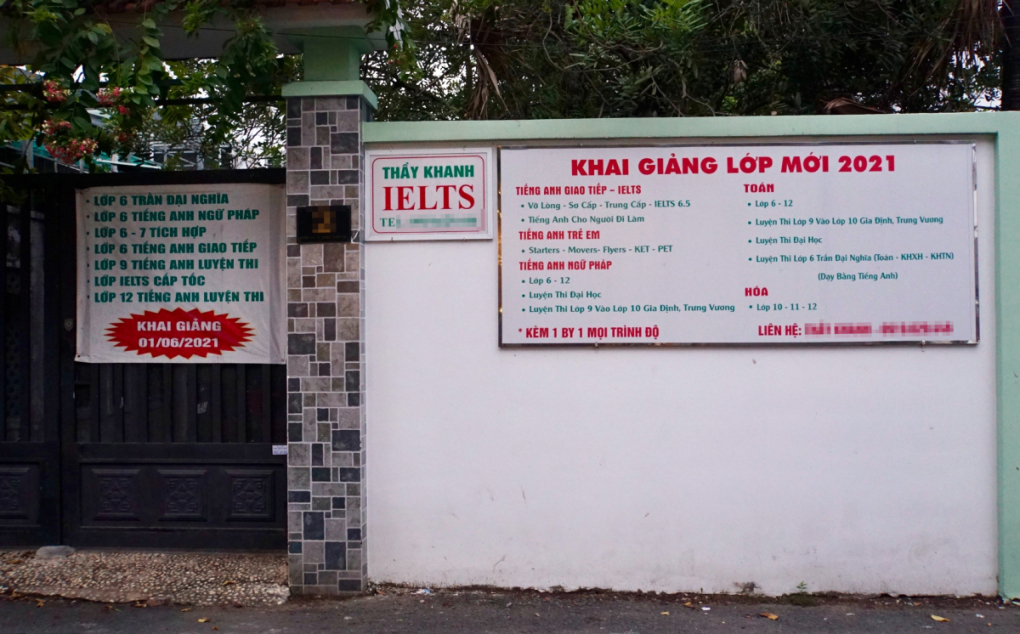 LỚP 6 TRẦN ĐẠI NGHĨA
LỚP 6 TIẾNG ANH NGỮ PHÁP
LỚP 6 - 7 TÍCH HỢP
LỚP 6 TIẾNG ANH GIAO TIẾP
LỚP 9 TIẾNG ANH LUYỆN THI
LỚP IELTS CẤP TỐC
LỚP 12 TIẾNG ANH LUYỆN THI
KHAI GIẢNG
01/06/2021
THẦY KHANH
IELTS
KHAI GIẢNG LỚP MỚI 2021
TIẾNG ANH GIAO TIẾP – IELTS
• Vỡ Lòng - Sơ Cấp - Trung Cấp - IELTS 6.5
• Tiếng Anh Cho Người Đi Làm
TIẾNG ANH TRẺ EM
• Starters - Movers- Flyers - KET - PET
TIẾNG ANH NGỮ PHÁP
• Lớp 6 - 12
• Luyện Thi Đại Học
• Luyện Thi Lớp 9 Vào Lớp 10 Gia Định, Trưng Vương
* KÈM 1 BY 1 MỌI TRÌNH ĐỘ
TOÁN
• Lớp 6 - 12
• Luyện Thi Lớp 9 Vào Lớp 10 Gia Định, Trưng Vương
• Luyện Thi Đại Học
• Luyện Thi Lớp 6 Trần Đại Nghĩa (Toán - KHXH - KHTN)
(Dạy Bằng Tiếng Anh)
HÓA
• Lớp 10 - 11 - 12
LIÊN HỆ: